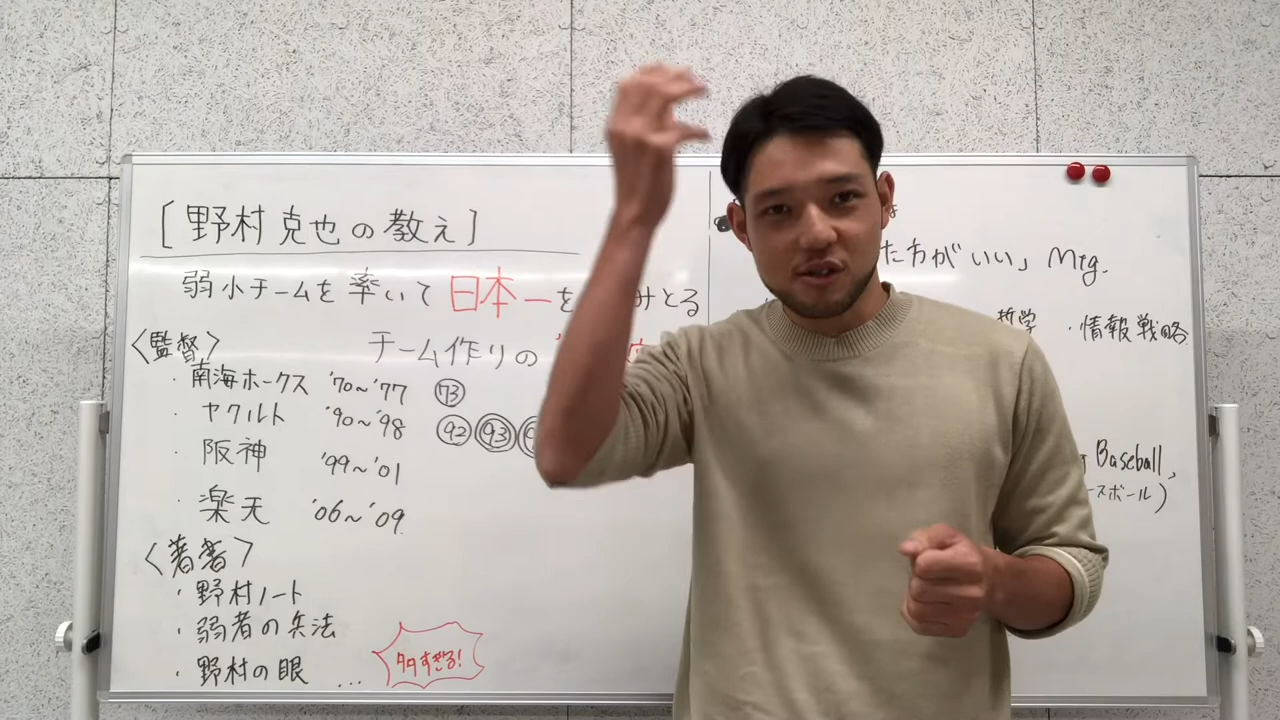 [野村克也の教え]
弱小チームを率いて日本一を みとる
チーム作りの
〈監督〉
・南海ホークス '70~'77 73
・ヤクルト '90~'98 92 93
・阪神 '99~'01
・楽天 '06~'09
〈著書〉
・野村ノート
・弱者の兵法
・野村の眼 ...
多すぎる!
た方がいい」 Mtg.
哲学 ・情報戦略
Baseball,
ースボール)